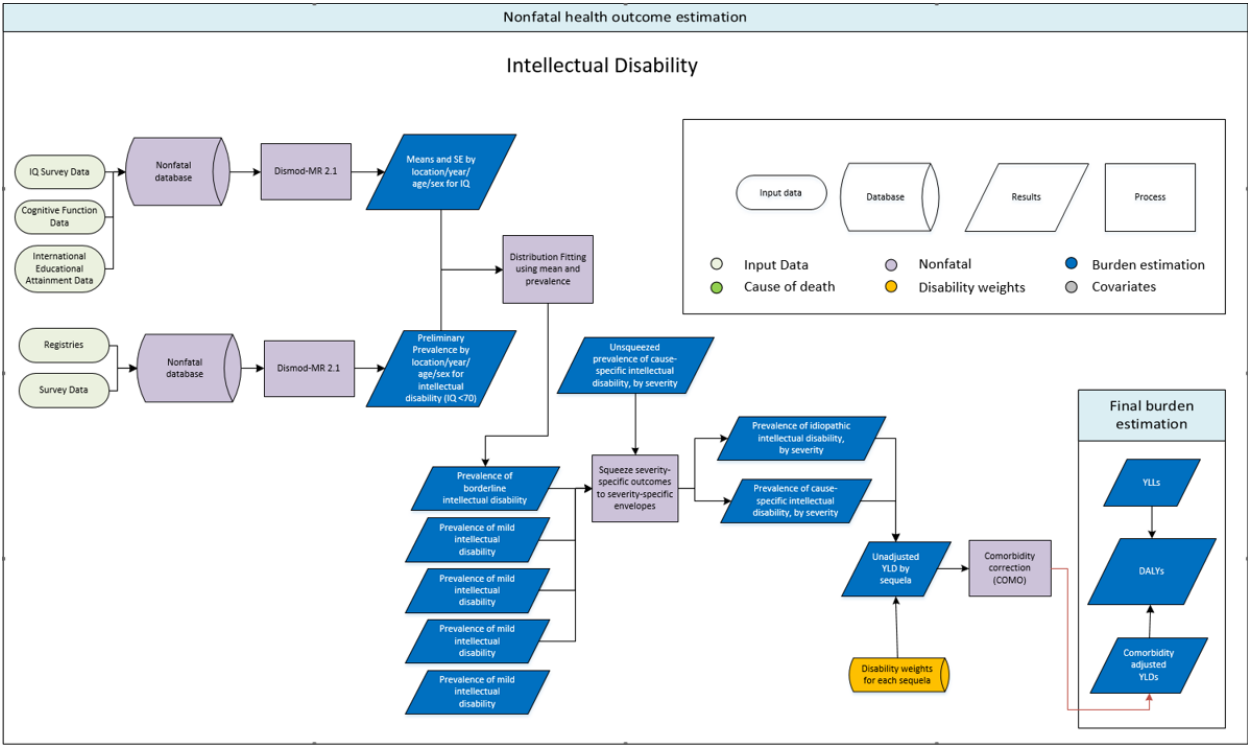 Nonfatal health outcome estimation
Intellectual Disability
IQ Survey Data
Cognitive Function
Data
International
Educational
Attainment Data
Nonfatal
database
Dismod-MR 2.1
Means and SE by
location/year/
age/sex for IQ
Distribution Fitting
using mean and
prevalence
Registries
Survey Data
Nonfatal
database
Dismod-MR 2.1
Preliminary
Prevalence by
location/year/
age/sex for
intellectual
disability (IQ <70)
Input data
Database
Results
Process
Input Data
Nonfatal
Burden estimation
Cause of death
Disability weights
Covariates
Unsqueezed
prevalence of cause-
specific intellectual
disability, by severity
Prevalence of
borderline
intellectual disability
Prevalence of mild
intellectual
disability
Prevalence of mild
intellectual
disability
Prevalence of mild
intellectual
disability
Prevalence of mild
intellectual
disability
Squeeze severity-
specific outcomes
to severity-specific
envelopes
Prevalence of idiopathic
intellectual disability,
by severity
Prevalence of cause-
specific intellectual
disability, by severity
Unadjusted
YLD by
sequela
Comorbidity
correction
(COMO)
Disability weights
for each sequela
Final burden
estimation
YLLs
DALYs
Comorbidity
adjusted
YLDs